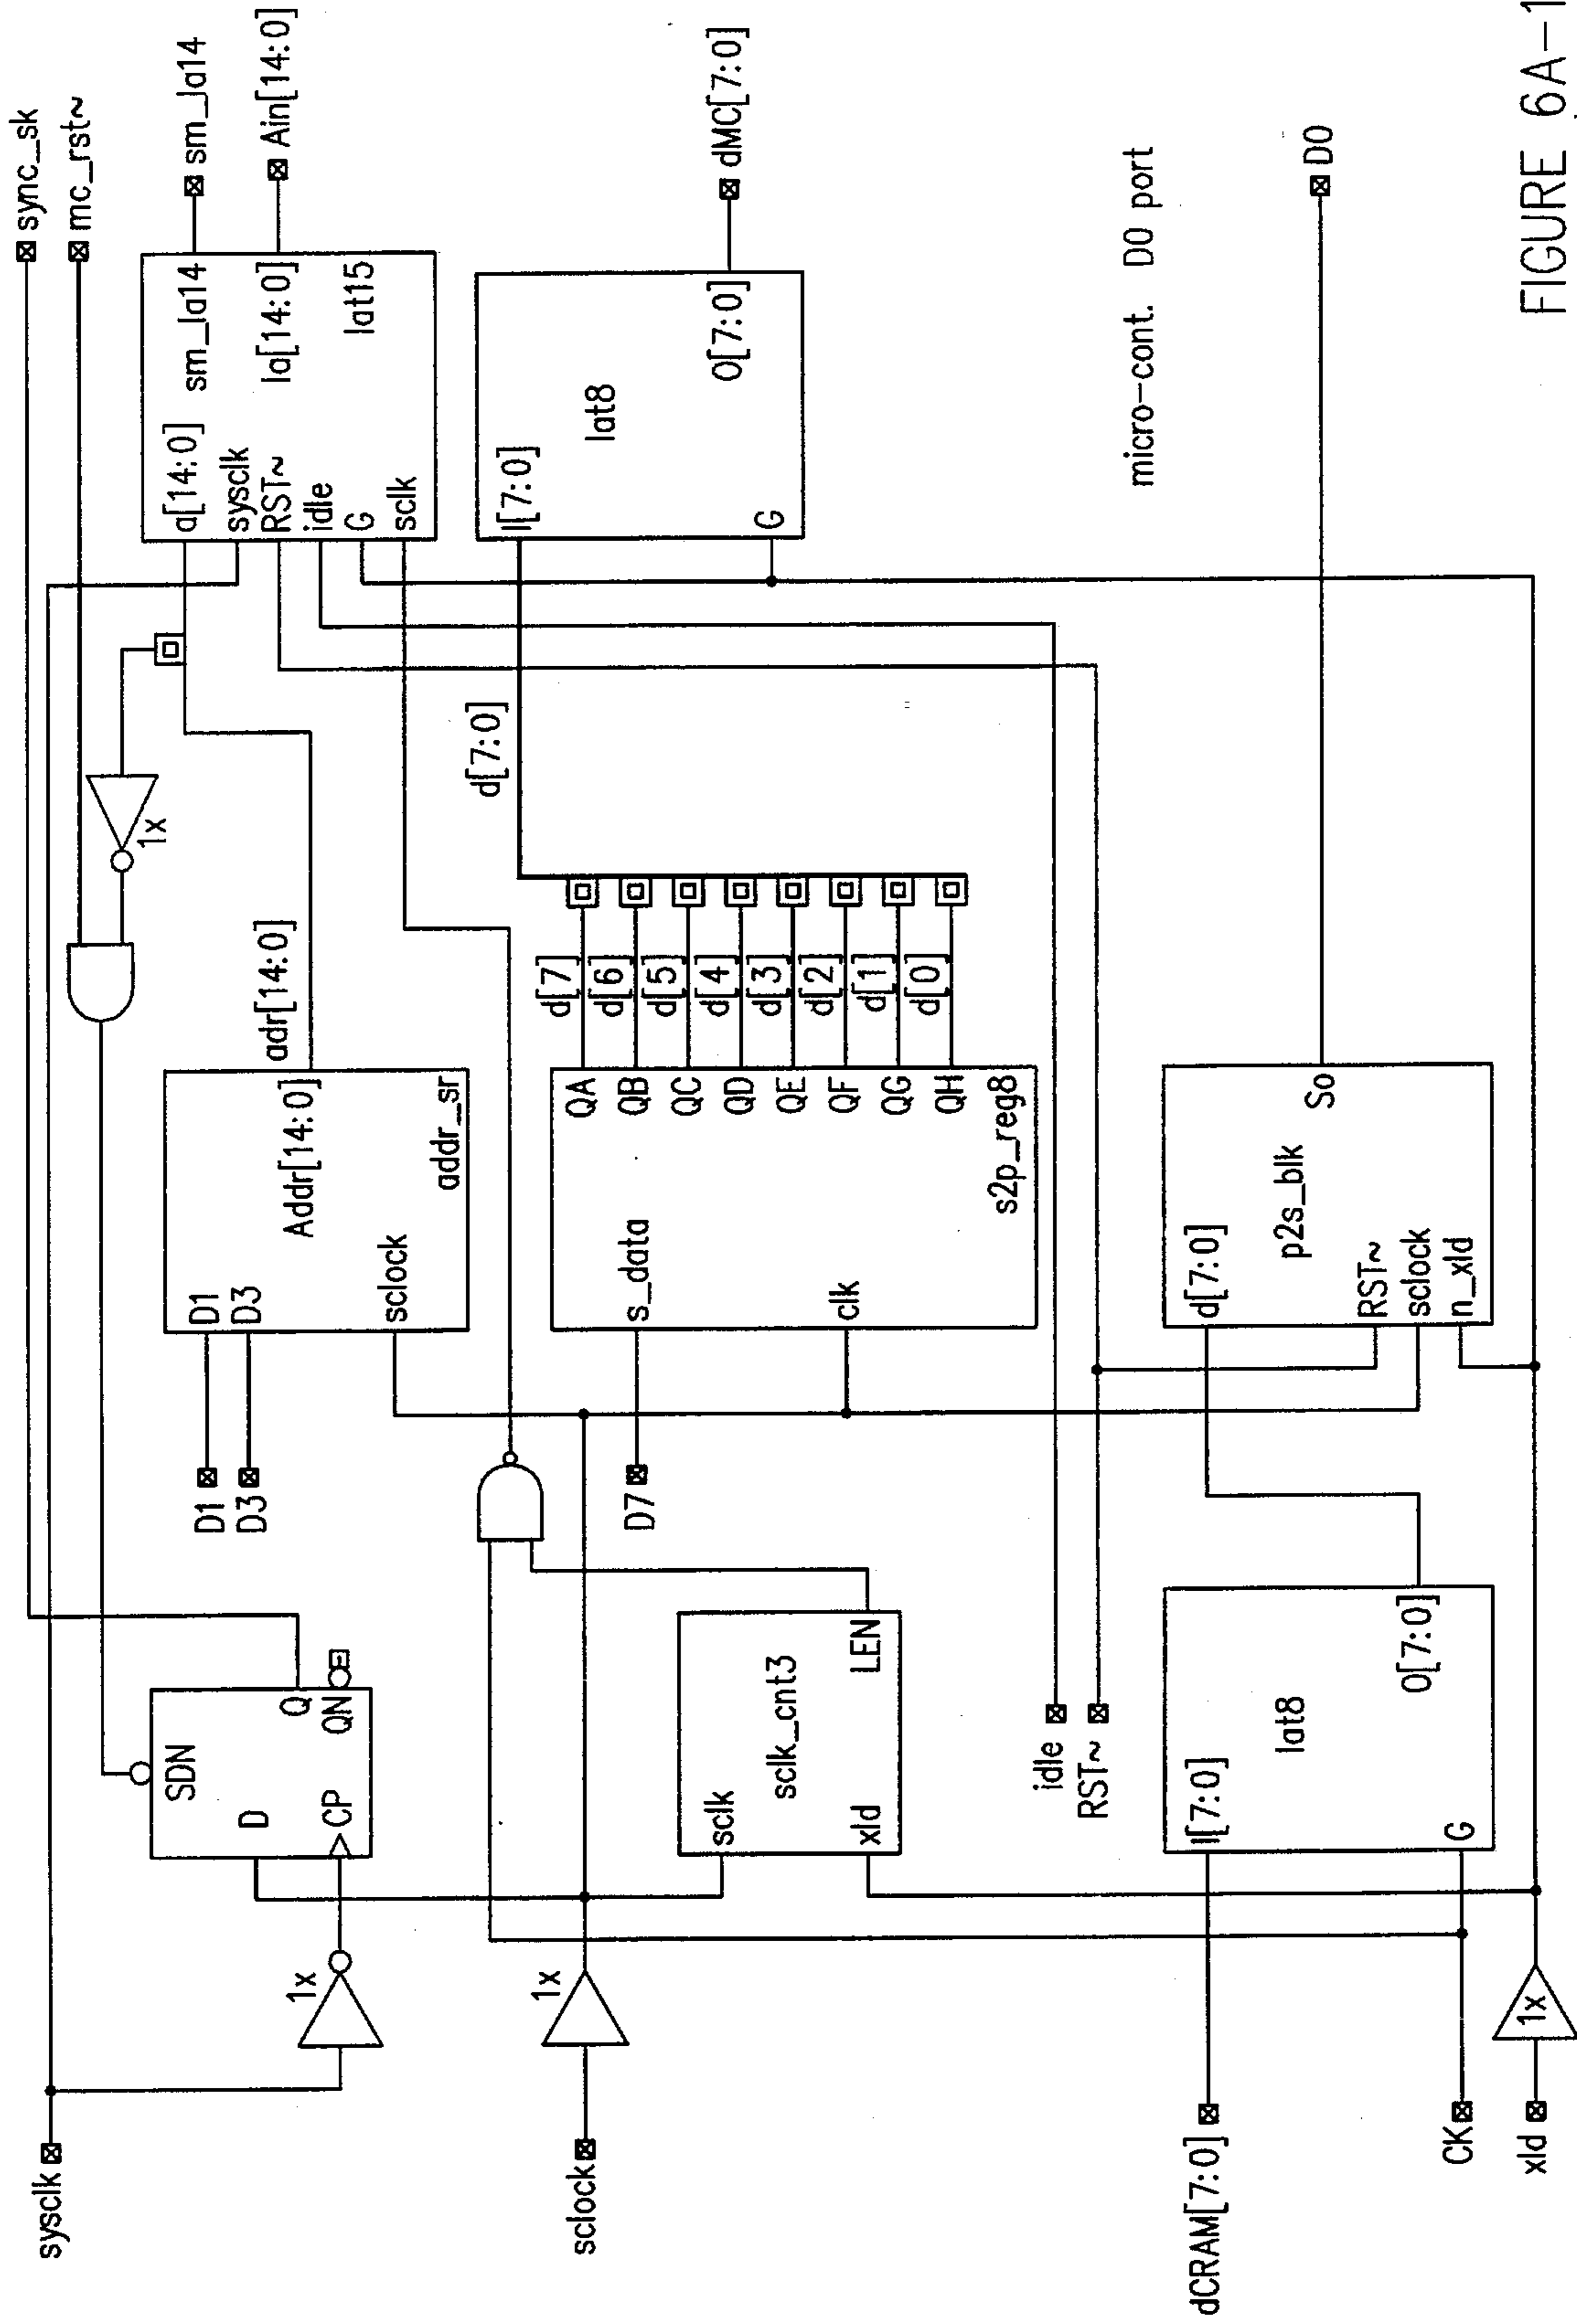 sysclk
sync_sk
mc_rst~
1x
SDN
D
Q
CP
QN
1x
D1
D3
D1
D3
Addr[14:0]
sclock
addr_sr
adr[14:0]
a[14:0]
sysclk
RST~
idle
G
sclk
sm_la14
la[14:0]
lat15
sm_la14
Ain[14:0]
sclock
1x
D7
s_data
clk
QA
QB
QC
QD
QE
QF
QG
QH
s2p_reg8
d[7]
d[6]
d[5]
d[4]
d[3]
d[2]
d[1]
d[0]
d[7:0]
I[7:0]
lat8
O[7:0]
G
dMC[7:0]
sclk
sclk_cnt3
xld
LEN
idle
RST~
micro-cont. D0 port
dCRAM[7:0]
I[7:0]
lat8
O[7:0]
G
d[7:0]
p2s_blk
RST~
sclock
n_xld
So
D0
CK
xld
1x
FIGURE 6A-1